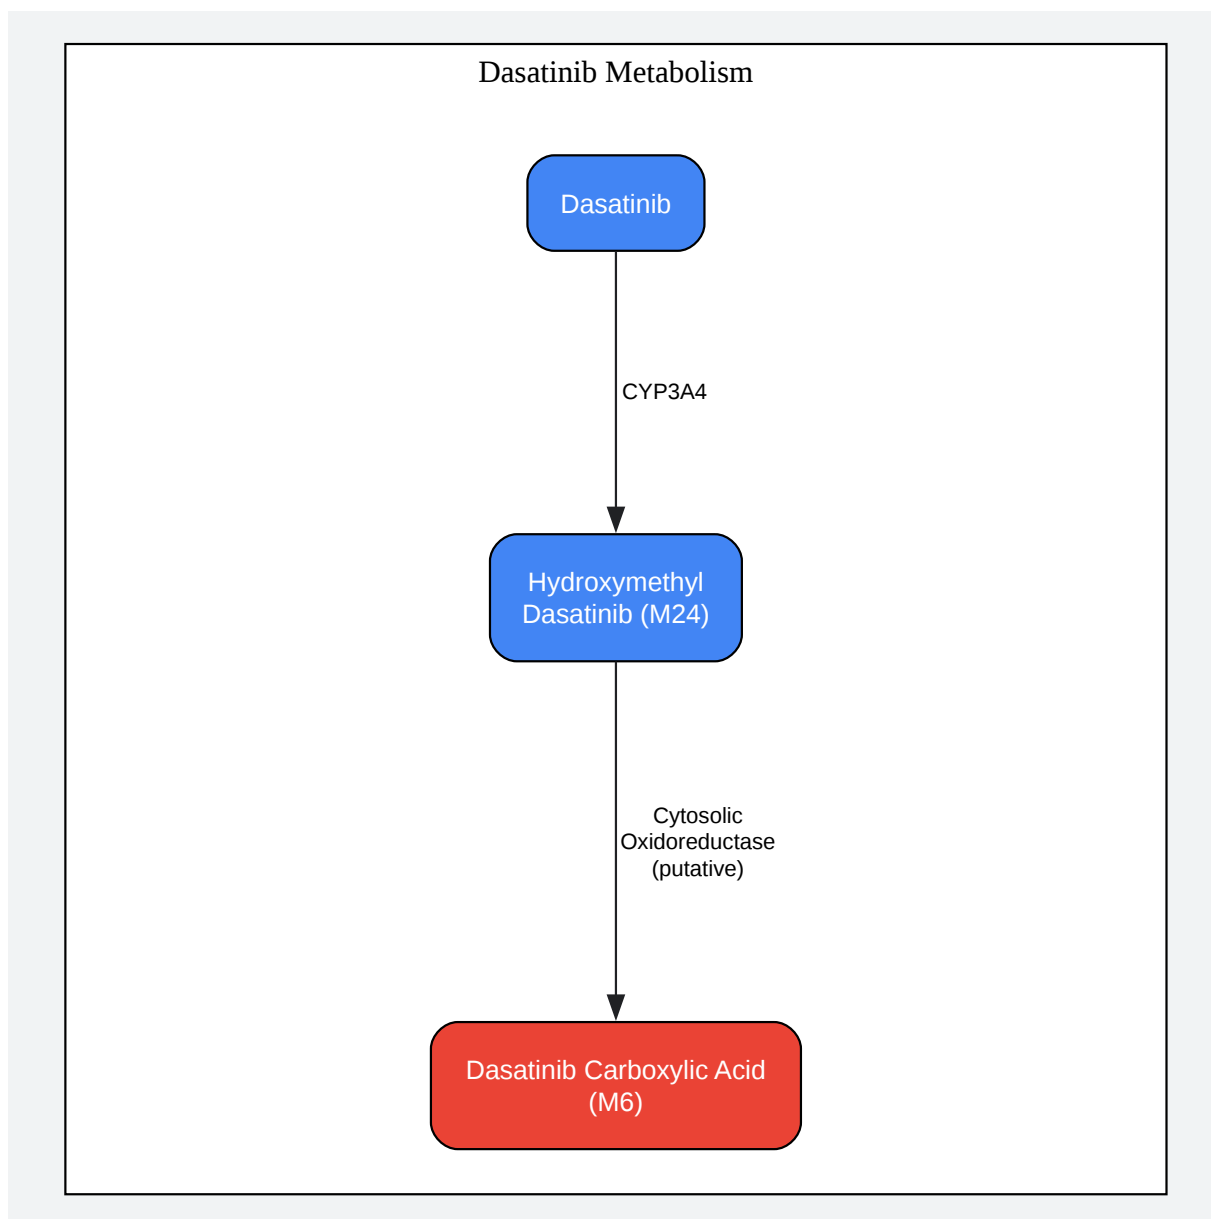 Dasatinib Metabolism
Dasatinib
CYP3A4
Hydroxymethyl
Dasatinib (M24)
Cytosolic
Oxidoreductase
(putative)
Dasatinib Carboxylic Acid
(M6)